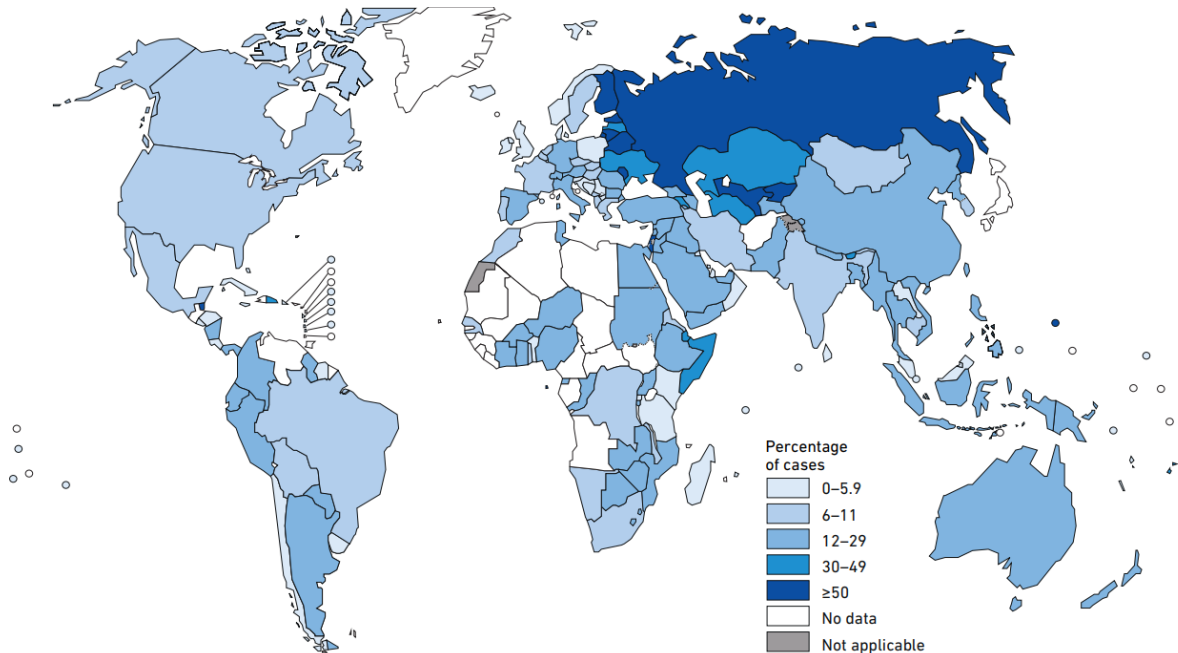 Percentage
of cases
0–5.9
6–11
12–29
30–49
≥50
No data
Not applicable